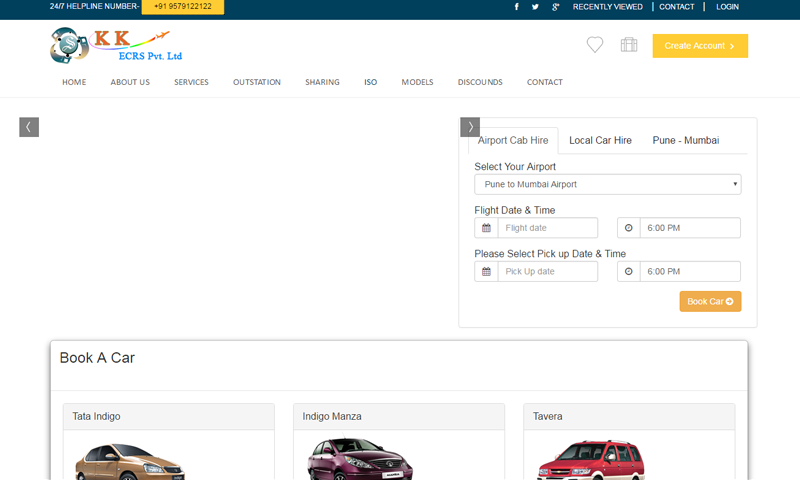 24/7 HELPLINE NUMBER- +91 9579122122 RECENTLY VIEWED CONTACT LOGIN
K K
ECRS Pvt. Ltd
Create Account
HOME ABOUT US SERVICES OUTSTATION SHARING ISO MODELS DISCOUNDS CONTACT
Airport Cab Hire Local Car Hire Pune - Mumbai
Select Your Airport
Pune to Mumbai Airport
Flight Date & Time
Flight date 6:00 PM
Please Select Pick up Date & Time
Pick Up date 6:00 PM
Book Car
Book A Car
Tata Indigo Indigo Manza Tavera